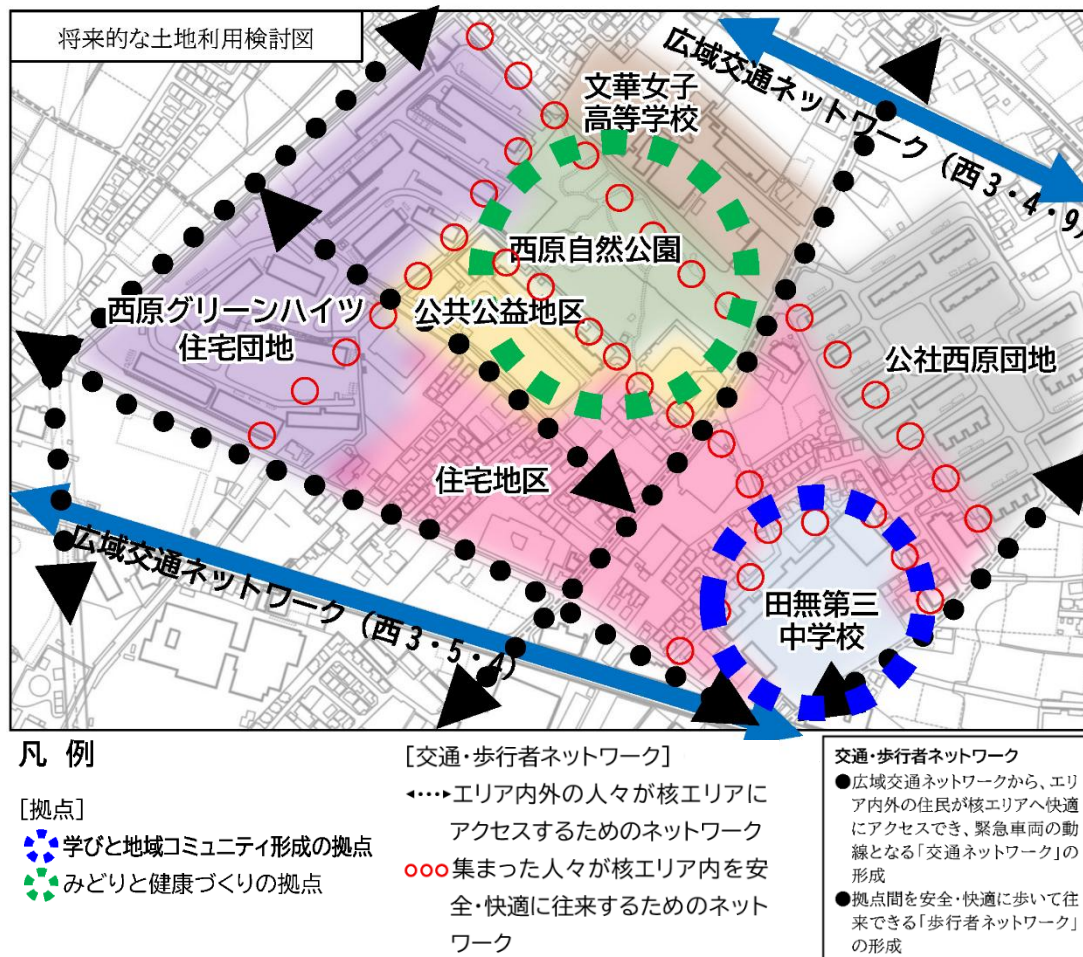 将来的な土地利用検討図
広域交通ネットワーク（西3・4・9）
文華女子
高等学校
西原自然公園
西原グリーンハイツ
住宅団地
公共公益地区
公社西原団地
住宅地区
広域交通ネットワーク（西3・5・4）
田無第三
中学校
凡 例
[拠点]
学びと地域コミュニティ形成の拠点
みどりと健康づくりの拠点
[交通・歩行者ネットワーク]
エリア内外の人々が核エリアに
アクセスするためのネットワーク
集まった人々が核エリア内を安
全・快適に往来するためのネット
ワーク
交通・歩行者ネットワーク
●広域交通ネットワークから、エリ
ア内外の住民が核エリアへ快適
にアクセスでき、緊急車両の動
線となる「交通ネットワーク」の
形成
●拠点間を安全・快適に歩いて往
来できる「歩行者ネットワーク」
の形成